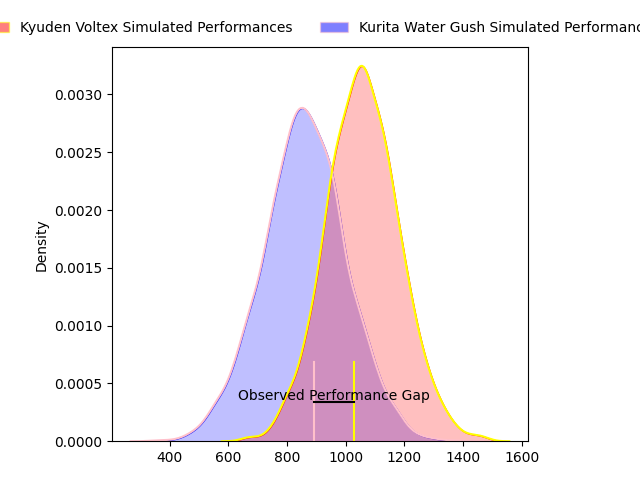 Kyuden Voltex Simulated Performances
Kurita Water Gush Simulated Performanc
0.0030
0.0025
0.0020
0.0015
0.0010
0.0005
0.0000
Density
Observed Performance Gap
400 600 800 1000 1200 1400 1600